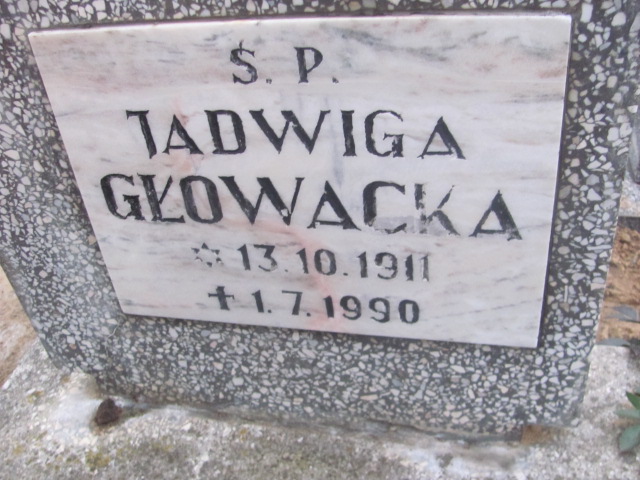 S. P.
JADWIGA
GŁOWACKA
☆ 13.10.1911
✝ 1.7.1990